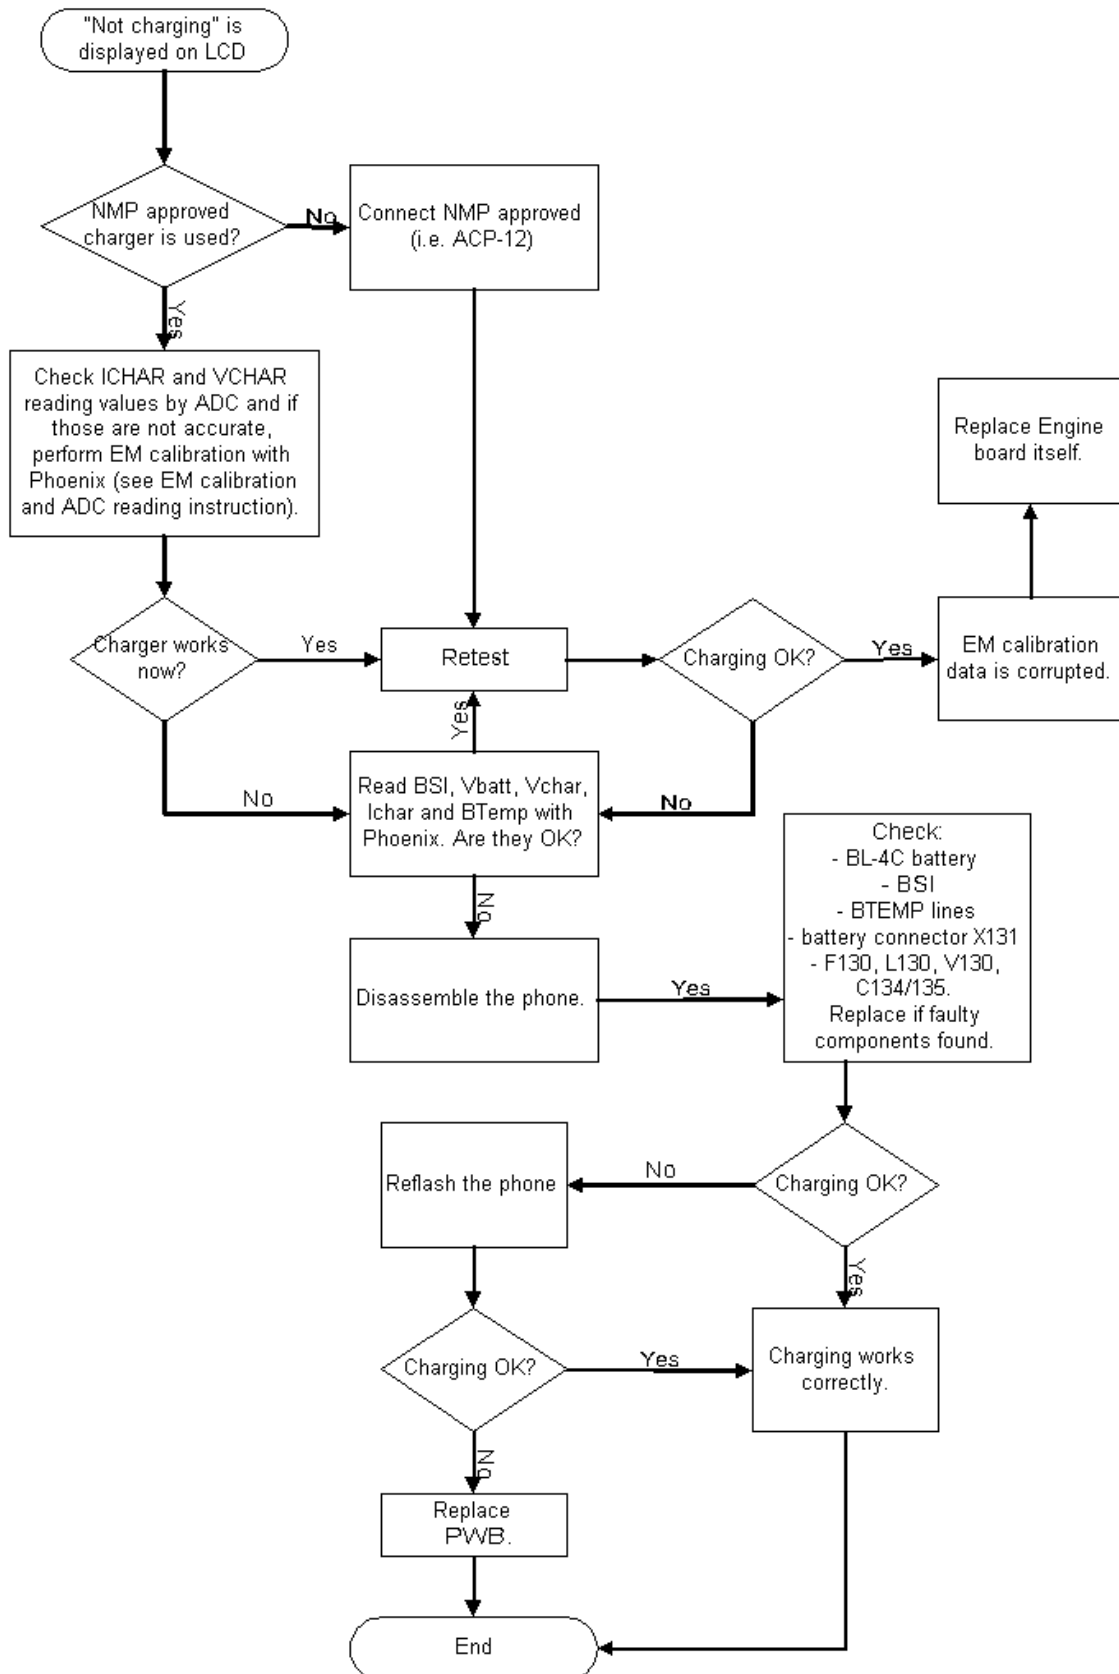 "Not charging" is
displayed on LCD
NMP approved
charger is used?
No
Connect NMP approved
(i.e. ACP-12)
Yes
Check ICHAR and VCHAR
reading values by ADC and if
those are not accurate,
perform EM calibration with
Phoenix (see EM calibration
and ADC reading instruction).
Replace Engine
board itself.
Charger works
now?
Yes
Retest
Charging OK?
Yes
EM calibration
data is corrupted.
Yes
No
Read BSI, Vbatt, Vchar,
Ichar and BTemp with
Phoenix. Are they OK?
No
No
Check:
- BL-4C battery
- BSI
- BTEMP lines
- battery connector X131
- F130, L130, V130,
C134/135.
Replace if faulty
components found.
Disassemble the phone.
Yes
Reflash the phone
No
Charging OK?
Yes
Charging OK?
Yes
Charging works
correctly.
No
Replace
PWB.
End